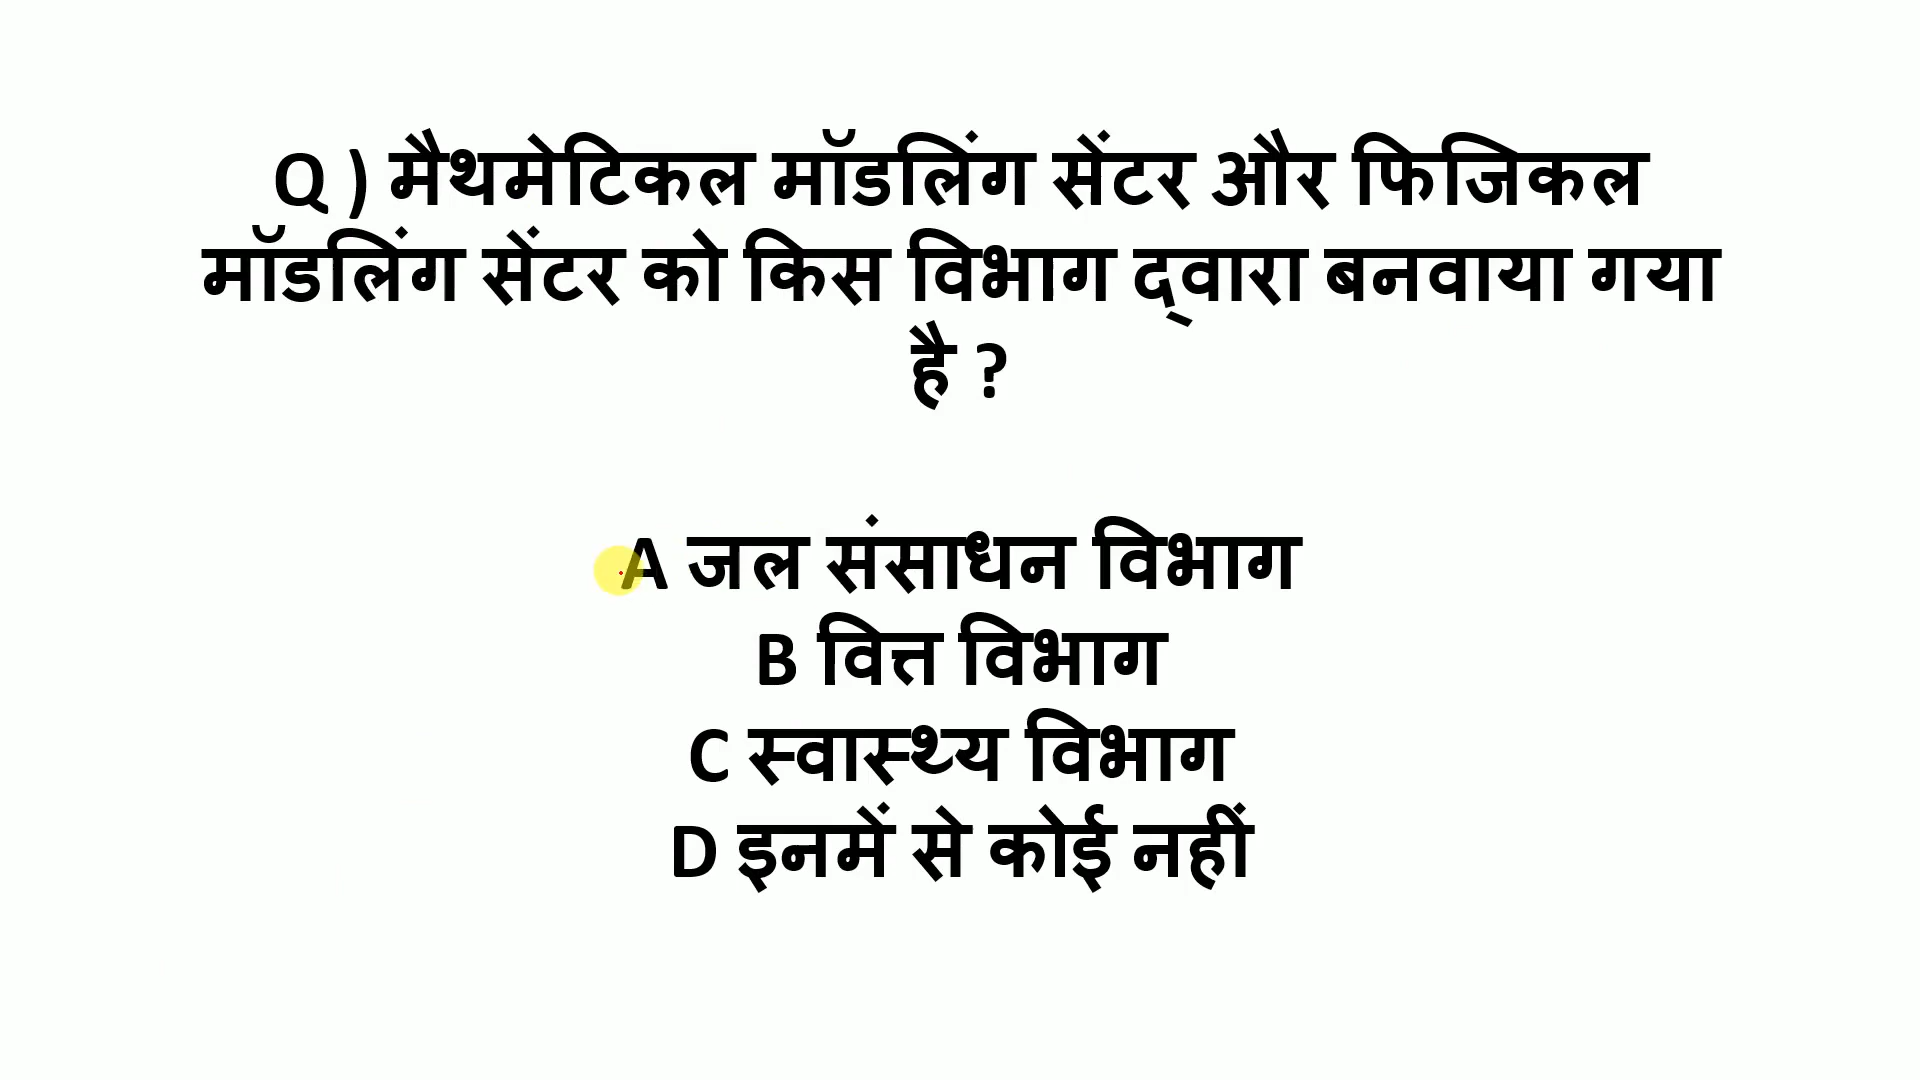 Q ) मैथमेटिकल मॉडलिंग सेंटर और फिजिकल
मॉडलिंग सेंटर को किस विभाग द्वारा बनवाया गया
है ?
A जल संसाधन विभाग
B वित्त विभाग
C स्वास्थ्य विभाग
D इनमें से कोई नहीं